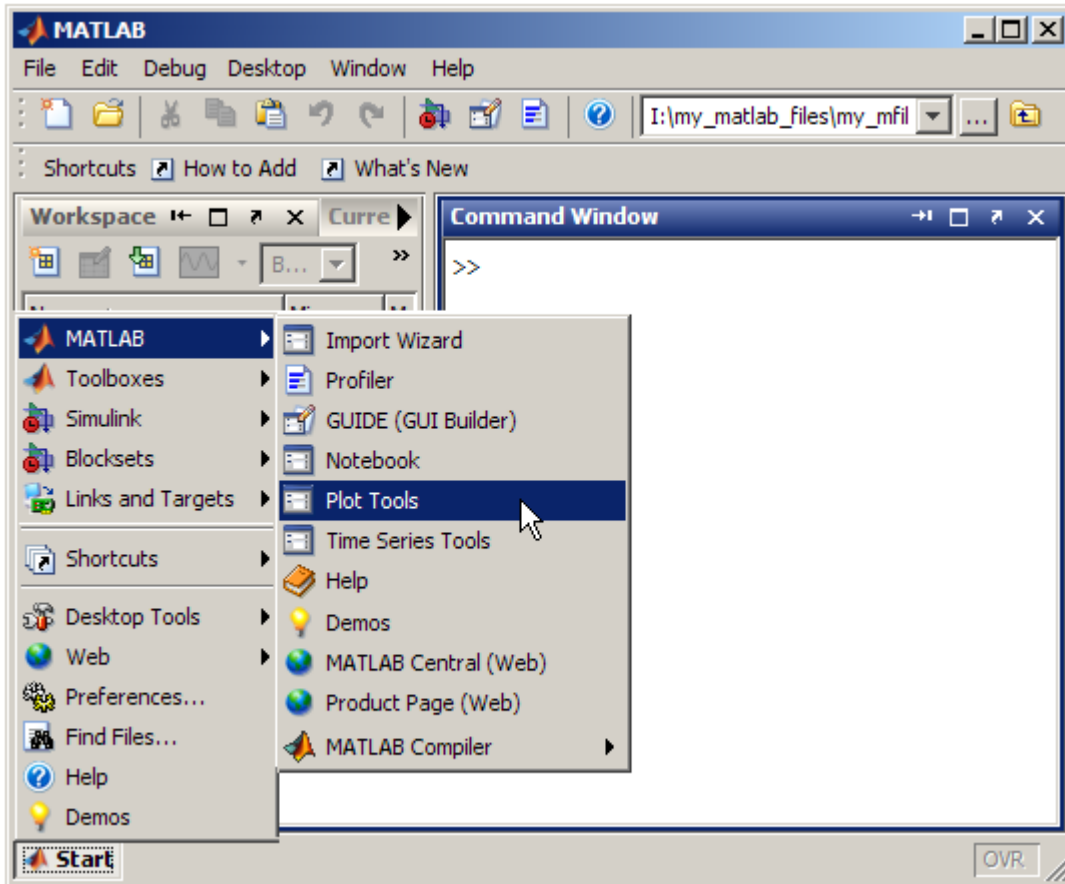 MATLAB
File Edit Debug Desktop Window Help
I:\my_matlab_files\my_mfil ...
Shortcuts How to Add What's New
Workspace Curre Command Window
B... >>
MATLAB
Toolboxes
Simulink
Blocksets
Links and Targets
Shortcuts
Desktop Tools
Web
Preferences...
Find Files...
Help
Demos
Import Wizard
Profiler
GUIDE (GUI Builder)
Notebook
Plot Tools
Time Series Tools
Help
Demos
MATLAB Central (Web)
Product Page (Web)
MATLAB Compiler
Start OVR